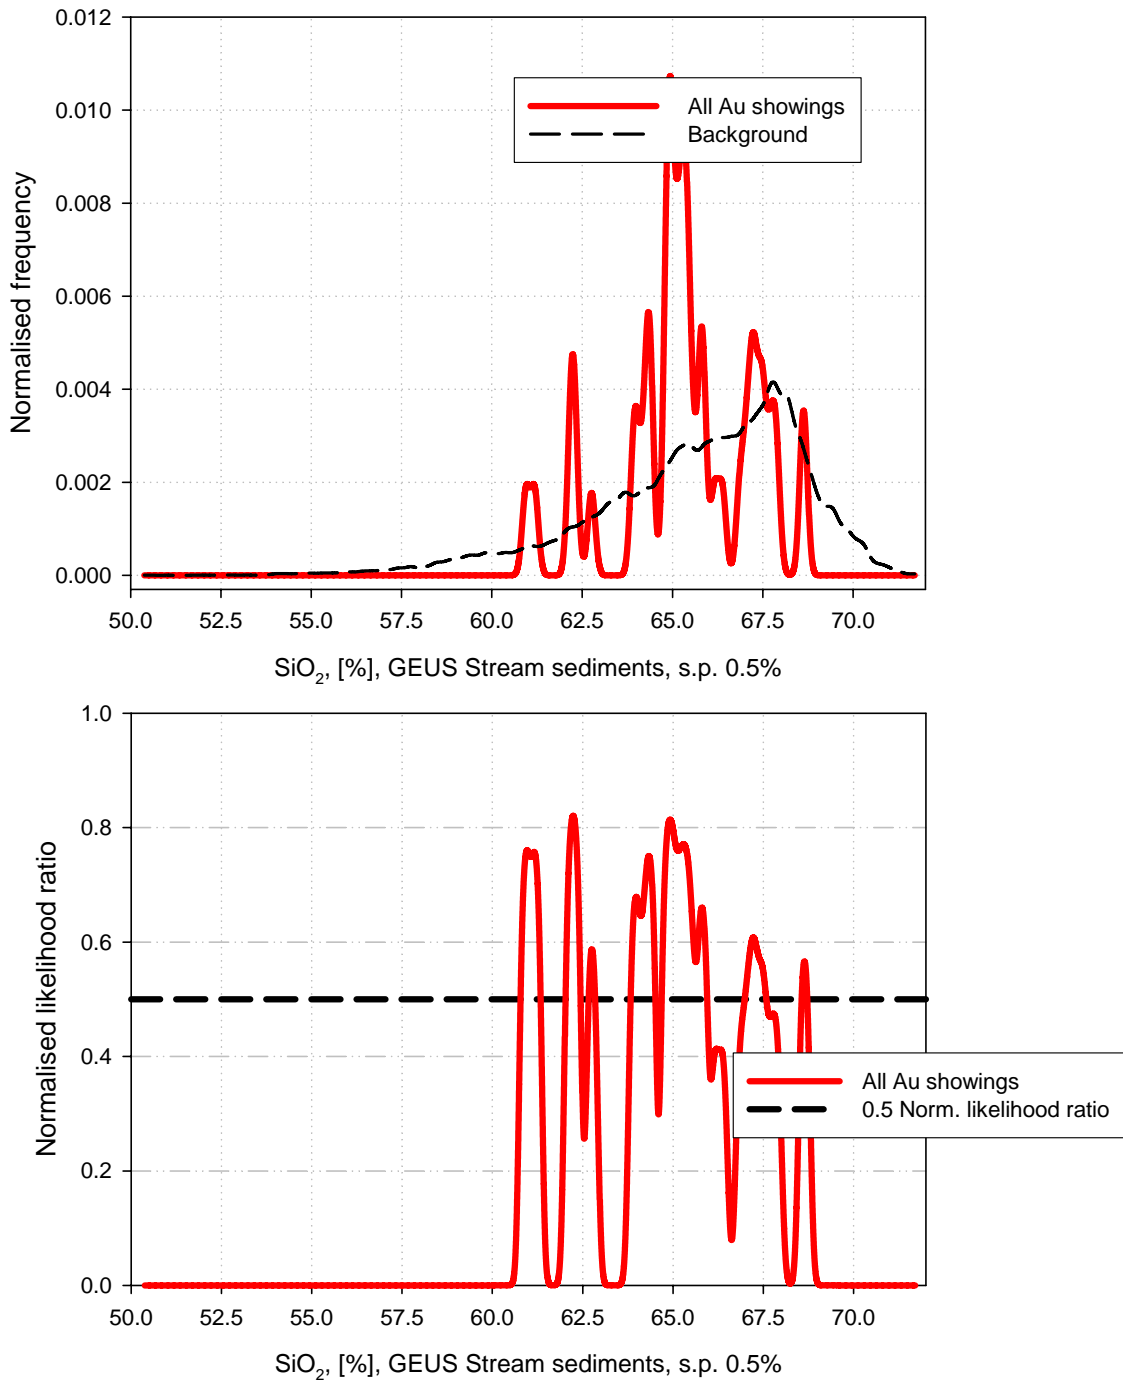 0.012
0.010
0.008
0.006
0.004
0.002
0.000
Normalised frequency
All Au showings
Background
50.0 52.5 55.0 57.5 60.0 62.5 65.0 67.5 70.0
SiO2, [%], GEUS Stream sediments, s.p. 0.5%
1.0
0.8
0.6
0.4
0.2
0.0
Normalised likelihood ratio
All Au showings
0.5 Norm. likelihood ratio
50.0 52.5 55.0 57.5 60.0 62.5 65.0 67.5 70.0
SiO2, [%], GEUS Stream sediments, s.p. 0.5%